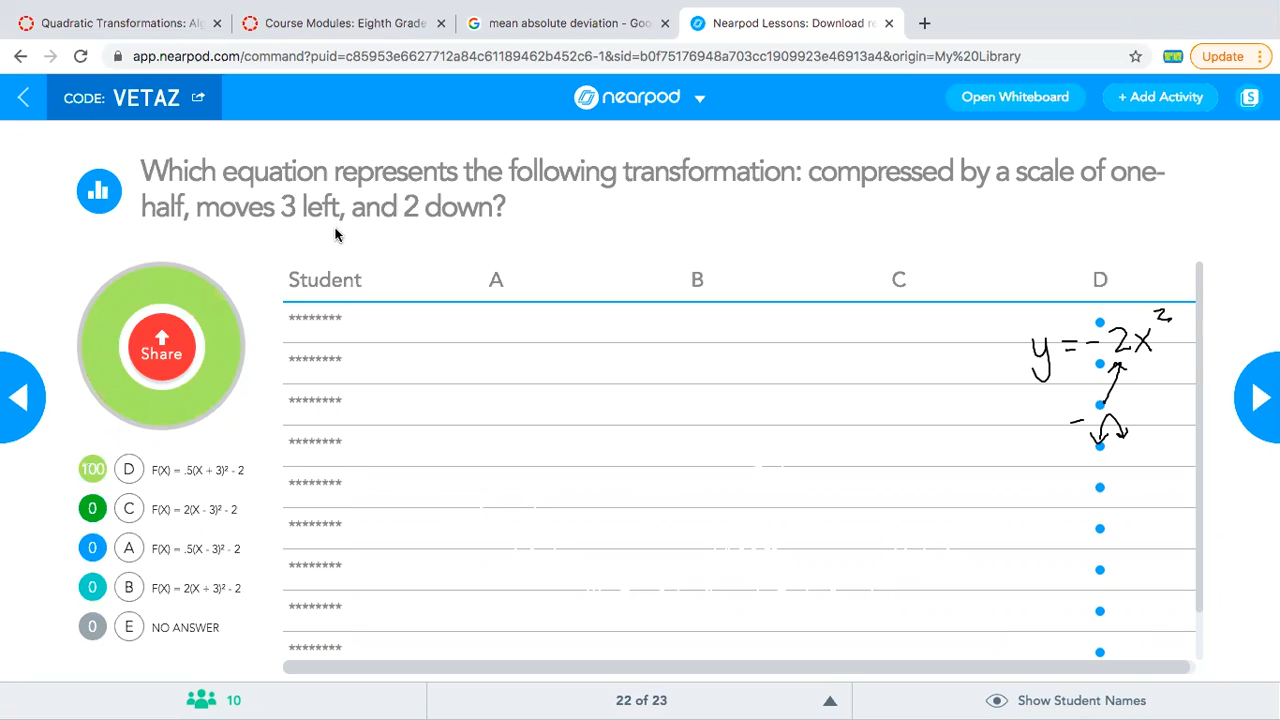 Quadratic Transformations: Alg
Course Modules: Eighth Grade
mean absolute deviation - Goo
Nearpod Lessons: Download re
app.nearpod.com/command?puid=c85953e6627712a84c61189462b452c6-1&sid=b0f75176948a703cc1909923e46913a4&origin=My%20Library
Update
CODE: VETAZ
nearpod
Open Whiteboard
+ Add Activity
S
Which equation represents the following transformation: compressed by a scale of one-
half, moves 3 left, and 2 down?
Student A B C D
********
********
********
********
********
********
********
********
********
y = - 2x²
-
Share
100 D F(X) = .5(X + 3)² - 2
0 C F(X) = 2(X - 3)² - 2
0 A F(X) = .5(X - 3)² - 2
0 B F(X) = 2(X + 3)² - 2
0 E NO ANSWER
10
22 of 23
Show Student Names